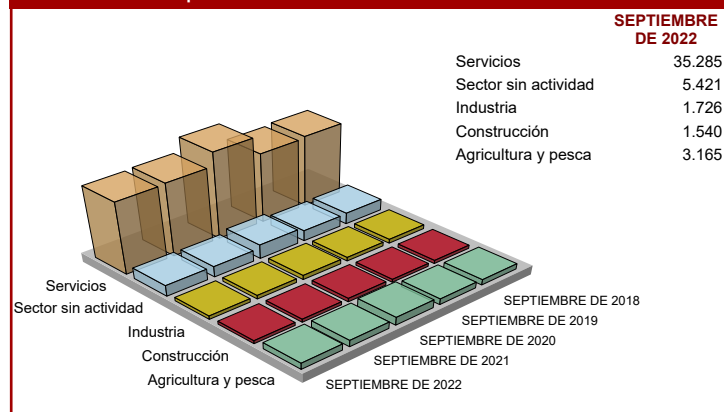 SEPTIEMBRE
DE 2022
Servicios 35.285
Sector sin actividad 5.421
Industria 1.726
Construcción 1.540
Agricultura y pesca 3.165
Servicios
Sector sin actividad
Industria
Construcción
Agricultura y pesca
SEPTIEMBRE DE 2018
SEPTIEMBRE DE 2019
SEPTIEMBRE DE 2020
SEPTIEMBRE DE 2021
SEPTIEMBRE DE 2022